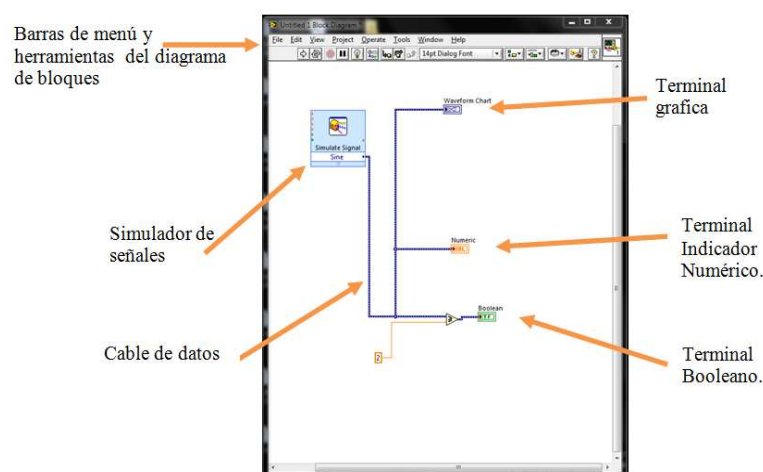 Barras de menú y
herramientas del diagrama
de bloques
Untitled 1 Block Diagram *
File Edit View Project Operate Tools Window Help
14pt Dialog Font
Waveform Chart
Terminal
grafica
Simulate Signal
Sine
Simulador de
señales
Numeric
Terminal
Indicador
Numérico.
Boolean
TF
Cable de datos
2
Terminal
Booleano.